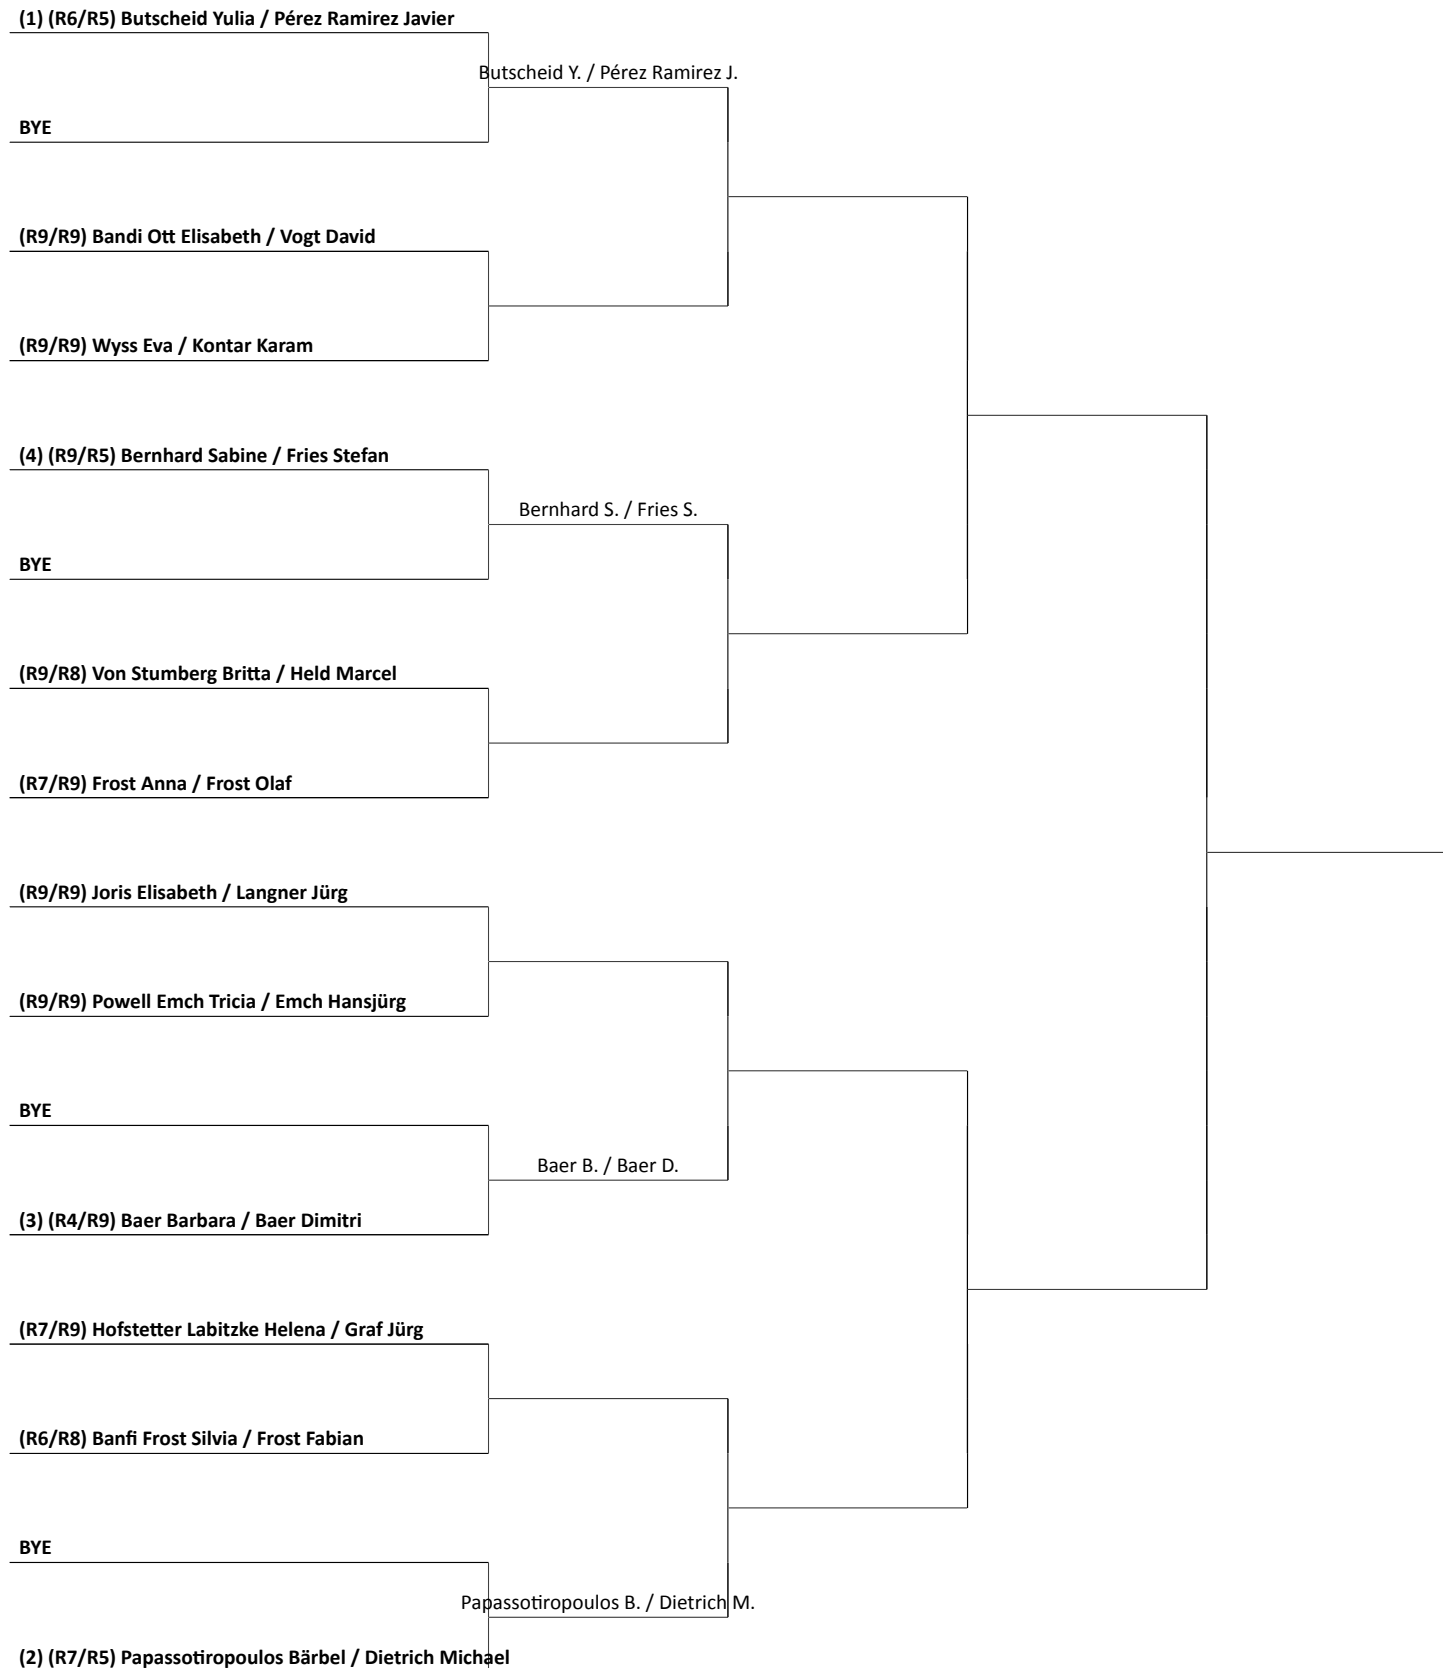 (1) (R6/R5) Butscheid Yulia / Pérez Ramirez Javier
Butscheid Y. / Pérez Ramirez J.
BYE
(R9/R9) Bandi Ott Elisabeth / Vogt David
(R9/R9) Wyss Eva / Kontar Karam
(4) (R9/R5) Bernhard Sabine / Fries Stefan
Bernhard S. / Fries S.
BYE
(R9/R8) Von Stumberg Britta / Held Marcel
(R7/R9) Frost Anna / Frost Olaf
(R9/R9) Joris Elisabeth / Langner Jürg
(R9/R9) Powell Emch Tricia / Emch Hansjürg
BYE
Baer B. / Baer D.
(3) (R4/R9) Baer Barbara / Baer Dimitri
(R7/R9) Hofstetter Labitzke Helena / Graf Jürg
(R6/R8) Banfi Frost Silvia / Frost Fabian
BYE
Papassotiropoulos B. / Dietrich M.
(2) (R7/R5) Papassotiropoulos Bärbel / Dietrich Michael